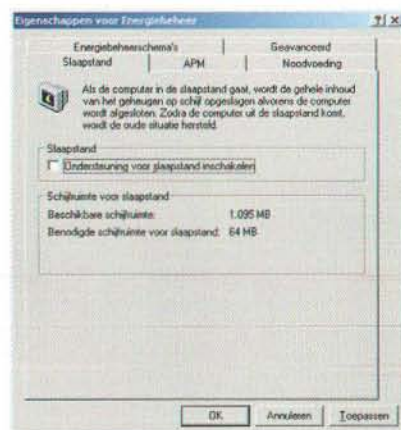 Eigenschappen voor Energiebeheer
Energiebeheerschema's
Geavanceerd
Slaapstand
APM
Noodvoeding
Als de computer in de slaapstand gaat, wordt de gehele inhoud
van het geheugen op schijf opgeslagen alvorens de computer
wordt afgesloten. Zodra de computer uit de slaapstand komt,
wordt de oude situatie hersteld.
Slaapstand
Ondersteuning voor slaapstand inschakelen
Schijfruimte voor slaapstand
Beschikbare schijfruimte: 1.095 MB
Benodigde schijfruimte voor slaapstand: 64 MB
OK
Annuleren
Toepassen